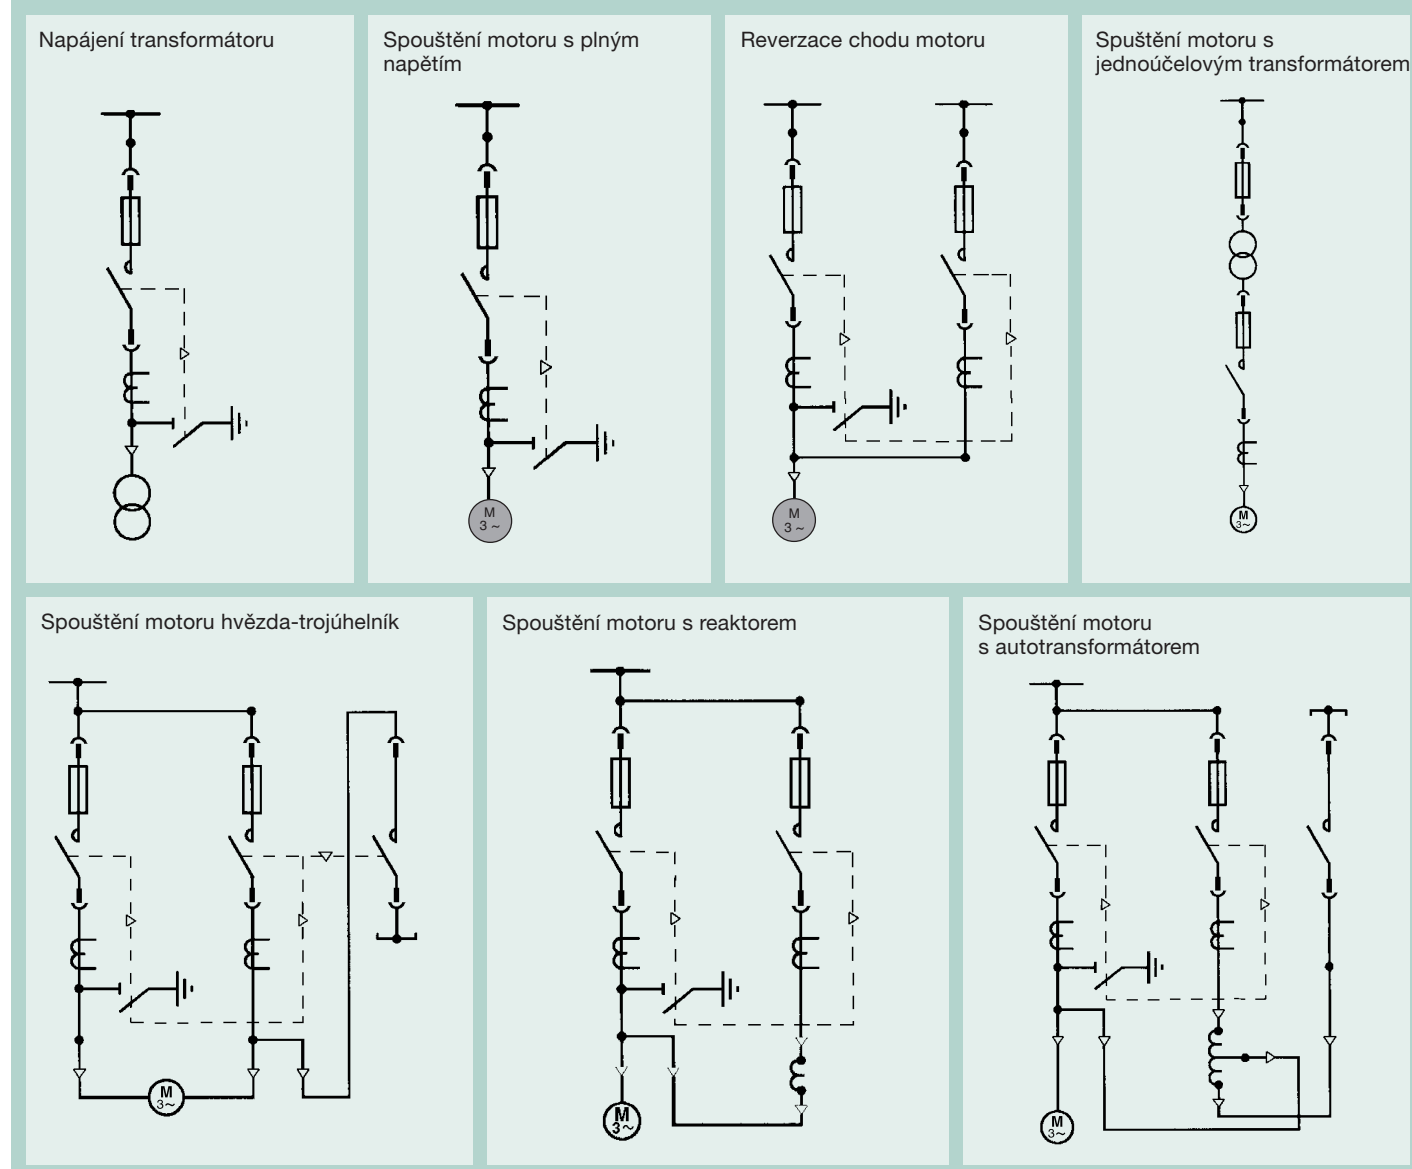 Napájení transformátoru
Spouštění motoru s plným
napětím
M
3 ~
Reverzace chodu motoru
M
3 ~
Spuštění motoru s
jednoúčelovým transformátorem
M
3~
Spouštění motoru hvězda-trojúhelník
M
3~
Spouštění motoru s reaktorem
M
3~
Spouštění motoru
s autotransformátorem
M
3~